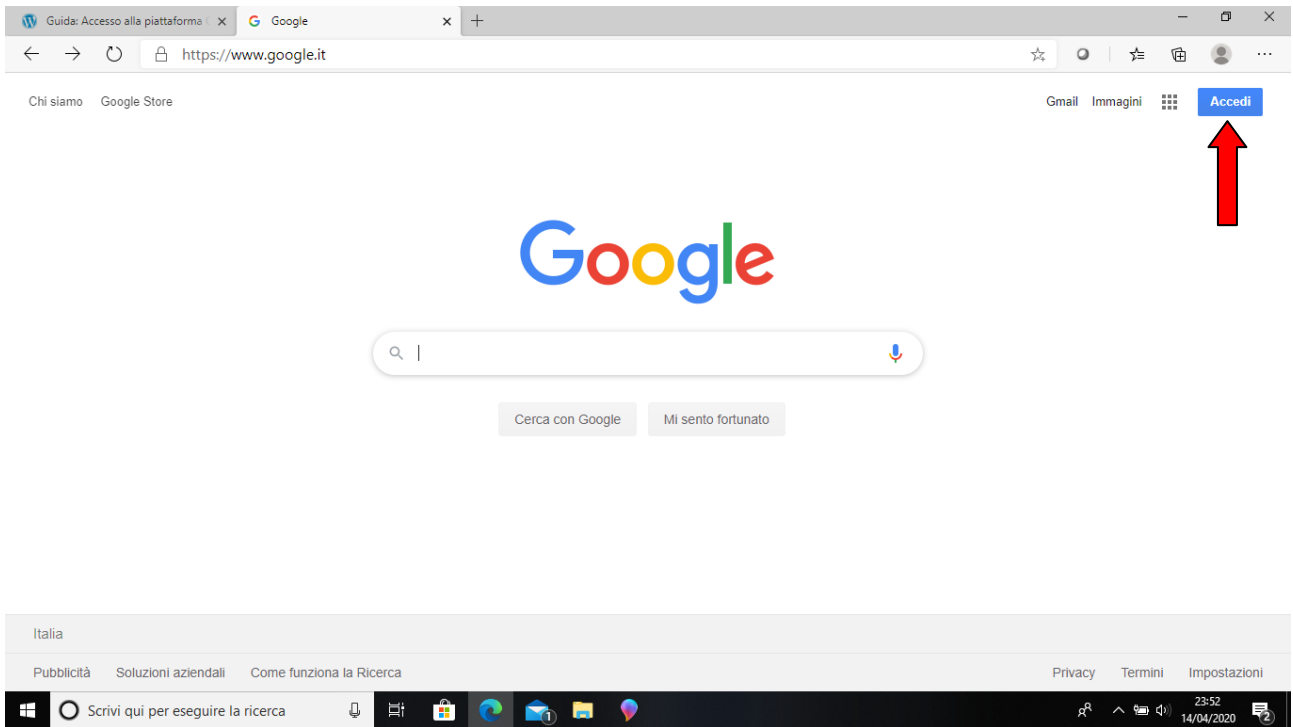 Guida: Accesso alla piattaforma
Google
https://www.google.it
Chi siamo Google Store
Gmail Immagini Accedi
Google
Cerca con Google Mi sento fortunato
Italia
Pubblicità Soluzioni aziendali Come funziona la Ricerca
Privacy Termini Impostazioni
Scrivi qui per eseguire la ricerca
1
23:52
14/04/2020
2